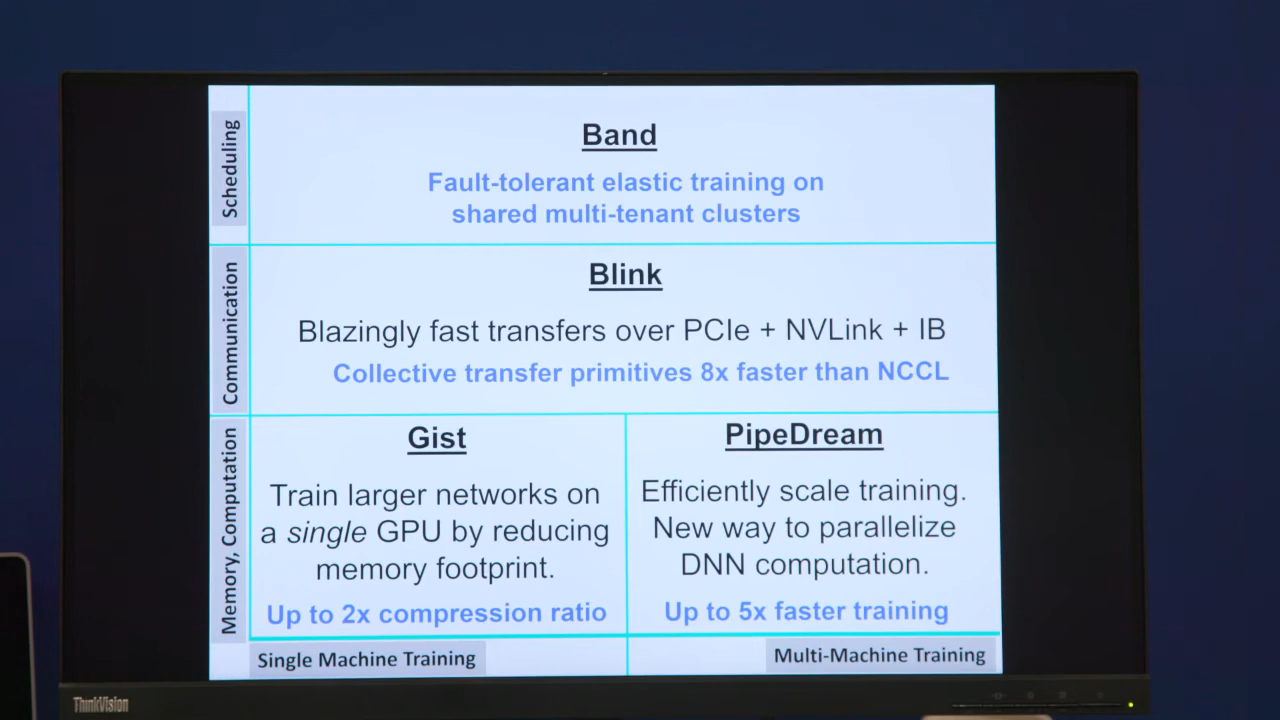 Scheduling
Band
Fault-tolerant elastic training on
shared multi-tenant clusters
Communication
Blink
Blazingly fast transfers over PCIe + NVLink + IB
Collective transfer primitives 8x faster than NCCL
Memory, Computation
Gist
Train larger networks on
a single GPU by reducing
memory footprint.
Up to 2x compression ratio
PipeDream
Efficiently scale training.
New way to parallelize
DNN computation.
Up to 5x faster training
Single Machine Training
Multi-Machine Training
ThinkVision